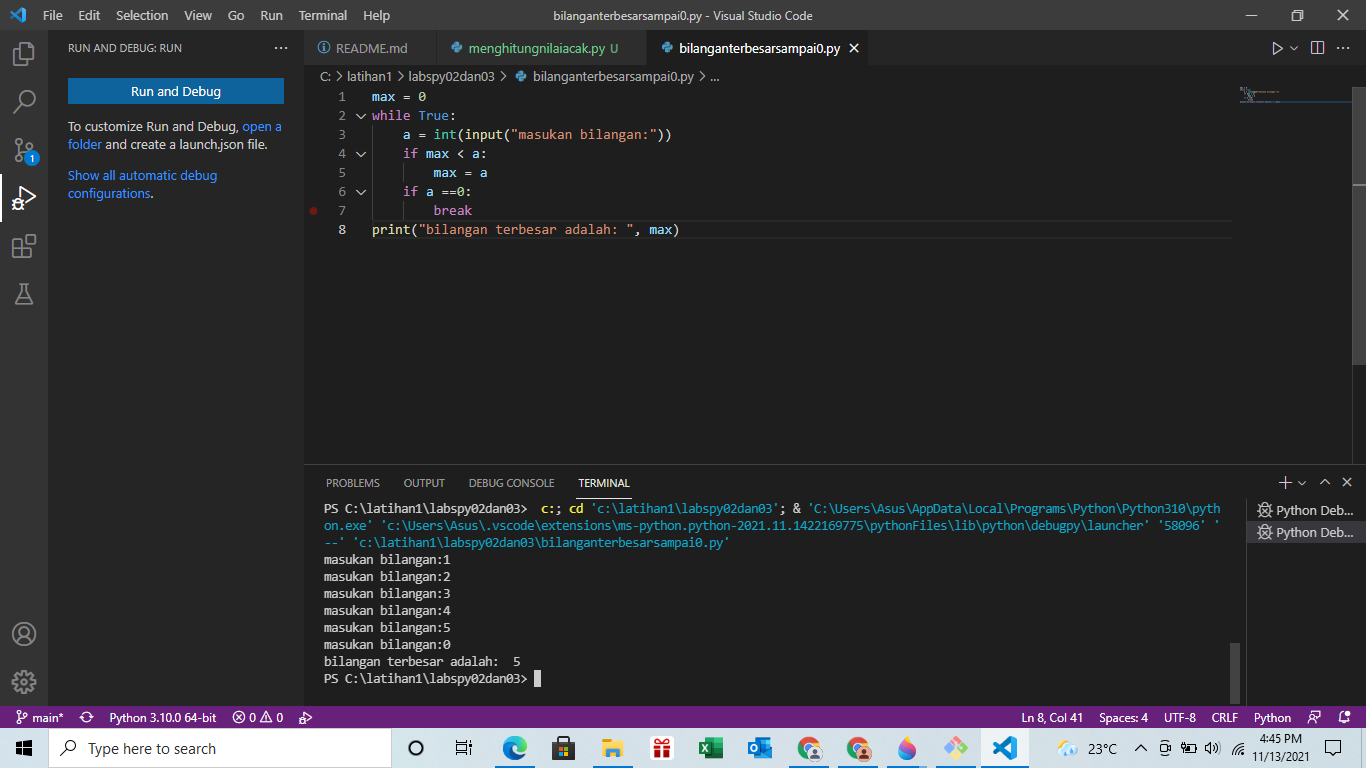 File Edit Selection View Go Run Terminal Help
bilanganterbesarsampai0.py - Visual Studio Code
RUN AND DEBUG: RUN
Run and Debug
To customize Run and Debug, open a
folder and create a launch.json file.
Show all automatic debug
configurations.
1
README.md
menghitungnilaiacak.py U
bilanganterbesarsampai0.py
C: > latihan1 > labspy02dan03 > bilanganterbesarsampai0.py > ...
1 max = 0
2 while True:
3     a = int(input("masukan bilangan:"))
4     if max < a:
5         max = a
6     if a ==0:
7         break
8 print("bilangan terbesar adalah: ", max)
PROBLEMS OUTPUT DEBUG CONSOLE TERMINAL
PS C:\latihan1\labspy02dan03>  c:; cd 'c:\latihan1\labspy02dan03'; & 'C:\Users\Asus\AppData\Local\Programs\Python\Python310\pyth
on.exe' 'c:\Users\Asus\.vscode\extensions\ms-python.python-2021.11.1422169775\pythonFiles\lib\python\debugpy\launcher' '58096' '
--' 'c:\latihan1\labspy02dan03\bilanganterbesarsampai0.py'
masukan bilangan:1
masukan bilangan:2
masukan bilangan:3
masukan bilangan:4
masukan bilangan:5
masukan bilangan:0
bilangan terbesar adalah:  5
PS C:\latihan1\labspy02dan03>
Python Deb...
Python Deb...
main* Python 3.10.0 64-bit 0 0
Ln 8, Col 41 Spaces: 4 UTF-8 CRLF Python
Type here to search
23°C
4:45 PM
11/13/2021